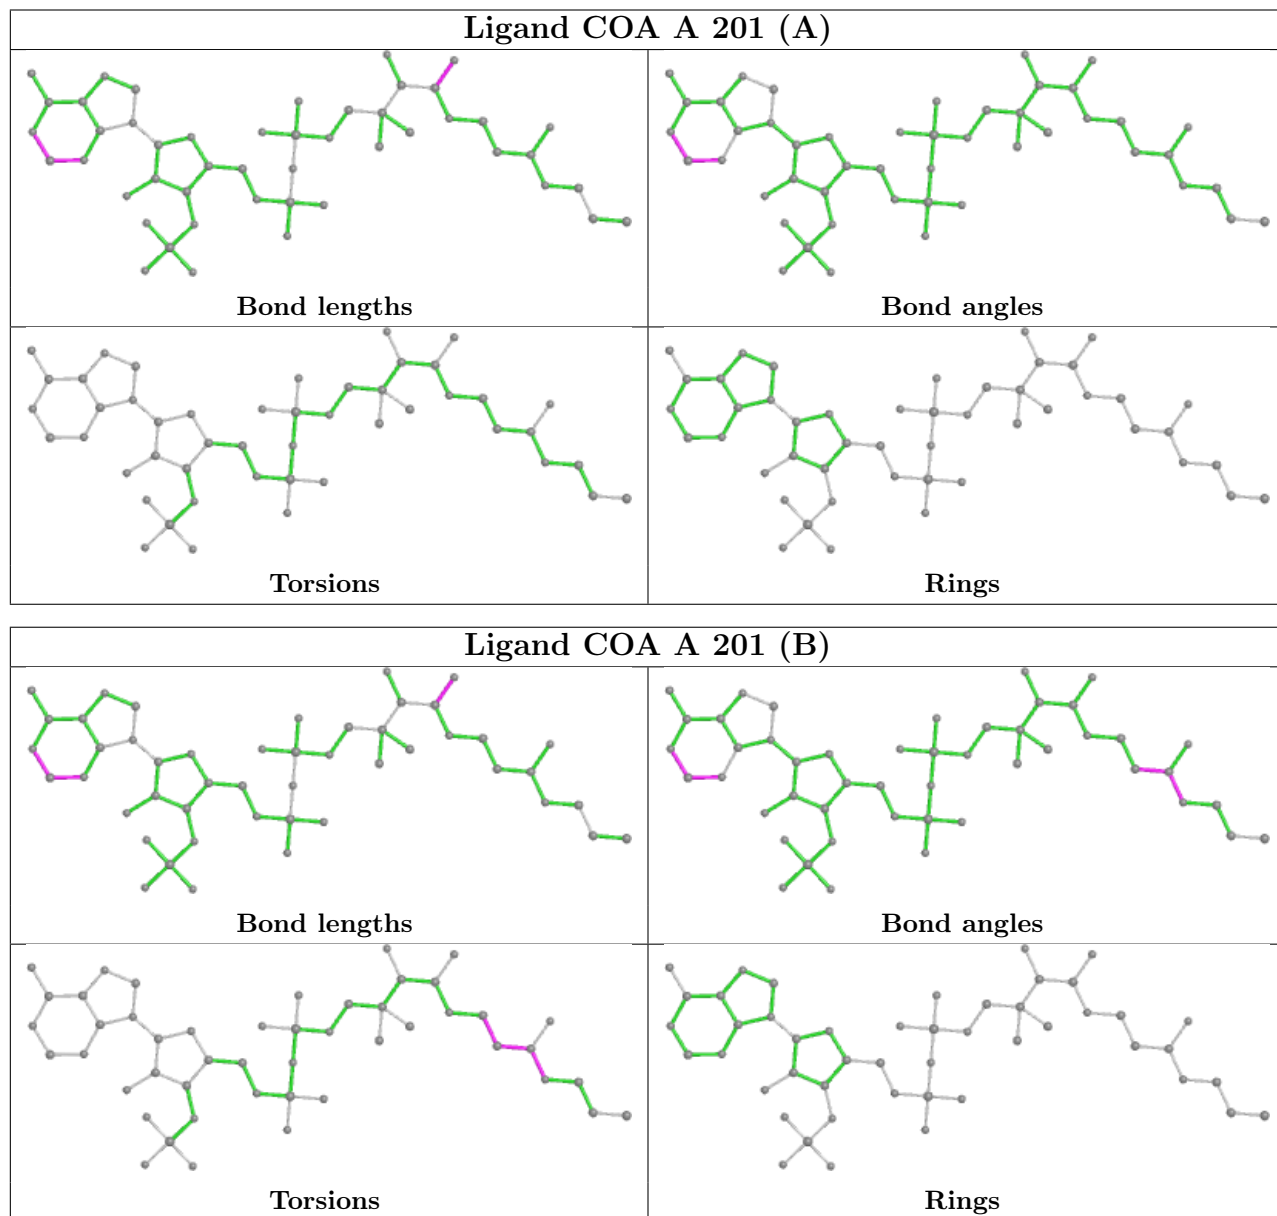 Ligand COA A 201 (A)
Bond lengths
Bond angles
Torsions
Rings
Ligand COA A 201 (B)
Bond lengths
Bond angles
Torsions
Rings